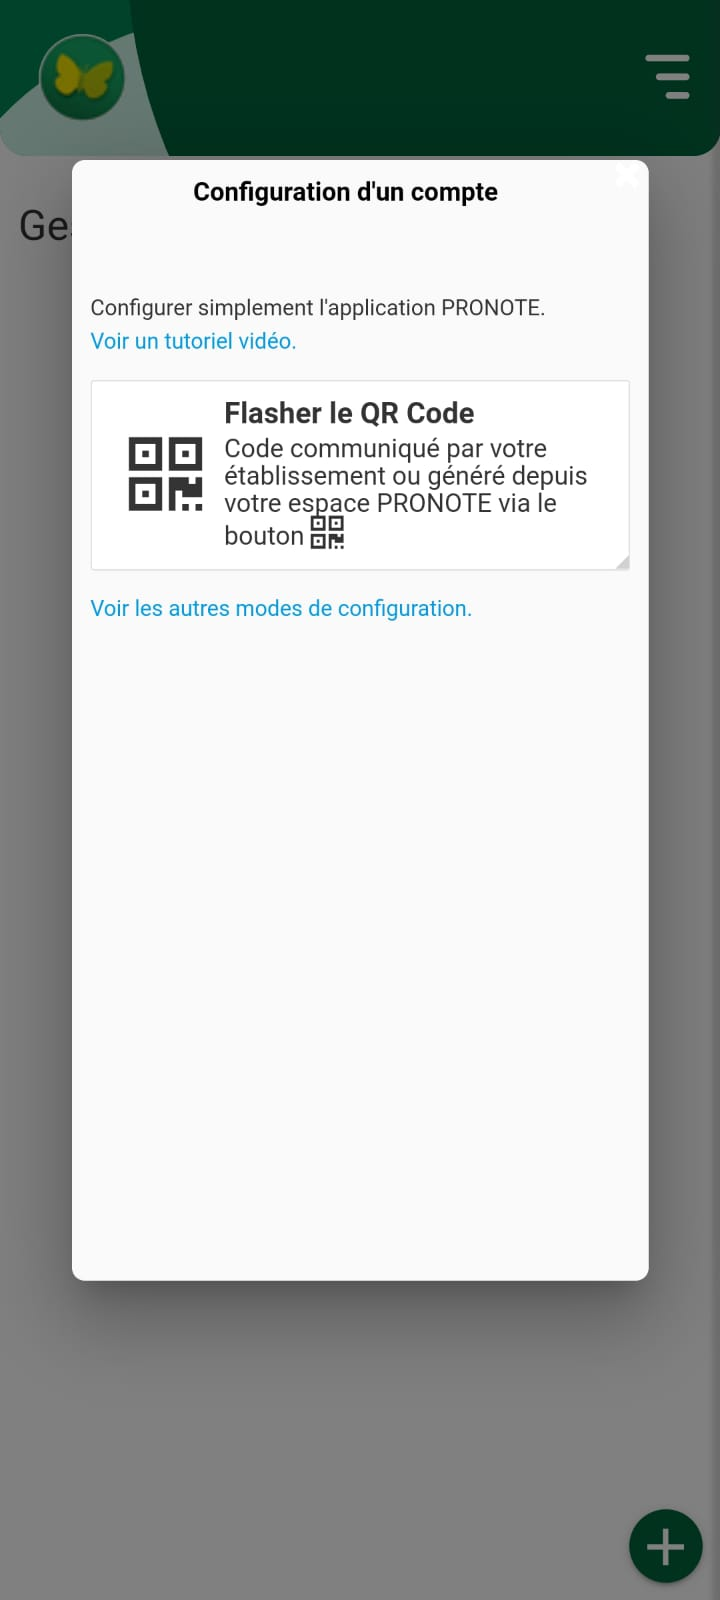 Configuration d'un compte
Ge
Configurer simplement l'application PRONOTE.
Voir un tutoriel vidéo.
Flasher le QR Code
Code communiqué par votre
établissement ou généré depuis
votre espace PRONOTE via le
bouton
Voir les autres modes de configuration.